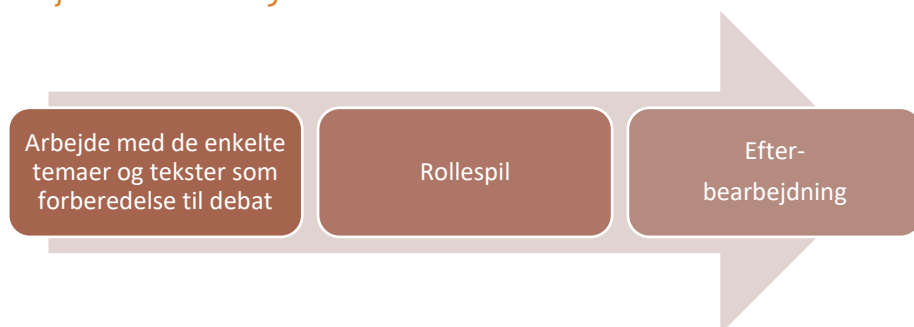 Arbejde med de enkelte
temaer og tekster som
forberedelse til debat
Rollespil
Efter-
bearbejdning